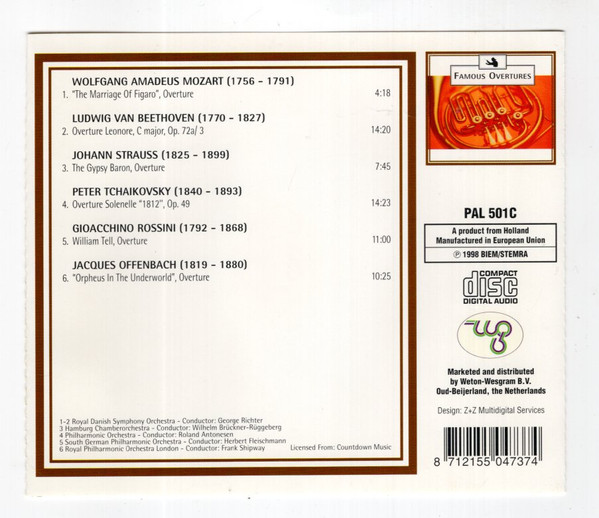 WOLFGANG AMADEUS MOZART (1756 - 1791)
1. "The Marriage Of Figaro", Overture 4:18
LUDWIG VAN BEETHOVEN (1770 - 1827)
2. Overture Leonore, C major, Op. 72a/ 3 14:20
JOHANN STRAUSS (1825 - 1899)
3. The Gypsy Baron, Overture 7:45
PETER TCHAIKOVSKY (1840 - 1893)
4. Overture Solenelle "1812", Op. 49 14:23
GIOACCHINO ROSSINI (1792 - 1868)
5. William Tell, Overture 11:00
JACQUES OFFENBACH (1819 - 1880)
6. "Orpheus In The Underworld", Overture 10:25
1-2 Royal Danish Symphony Orchestra - Conductor: George Richter
3 Hamburg Chamberorchestra - Conductor: Wilhelm Brückner-Rüggeberg
4 Philharmonic Orchestra - Conductor: Roland Antonesen
5 South German Philharmonic Orchestra - Conductor: Herbert Fleischmann
6 Royal Philharmonic Orchestra London - Conductor: Frank Shipway
Licensed From: Countdown Music
FAMOUS OVERTURES
PAL 501C
A product from Holland
Manufactured in European Union
℗ 1998 BIEM/STEMRA
COMPACT
disc
DIGITAL AUDIO
Marketed and distributed
by Weton-Wesgram B.V.
Oud-Beijerland, the Netherlands
Design: Z+Z Multidigital Services
8 712155 047374